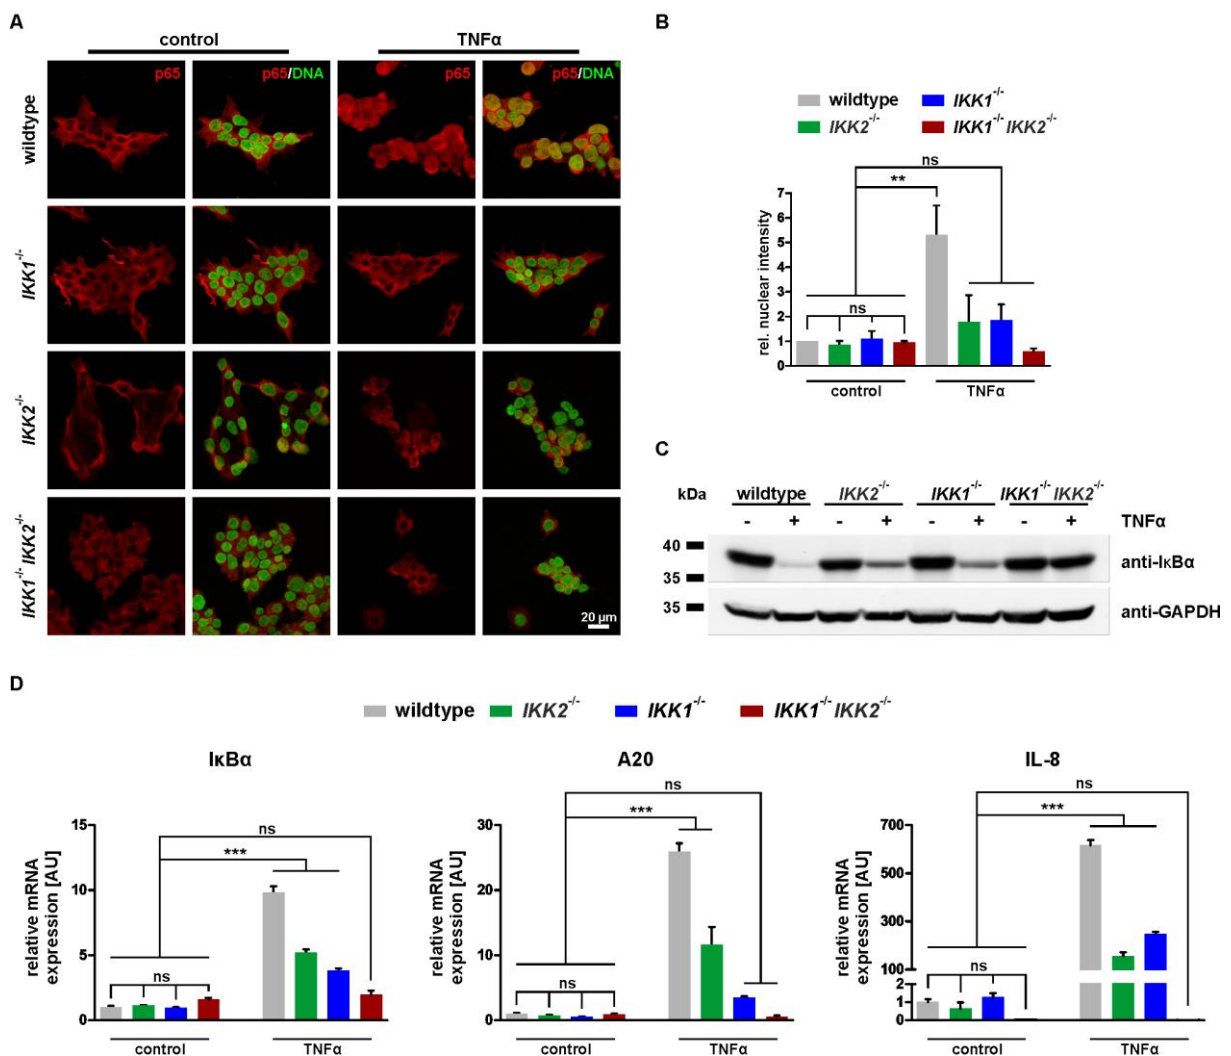 A
control
TNFα
p65
p65/DNA
p65
p65/DNA
wildtype
IKK1-/-
IKK2-/-
IKK1-/- IKK2-/-
20 µm
B
wildtype
IKK1-/-
IKK2-/-
IKK1-/- IKK2-/-
ns
**
ns
rel. nuclear intensity
7
6
5
4
3
2
1
0
control
TNFα
C
kDa
wildtype
IKK2-/-
IKK1-/-
IKK1-/- IKK2-/-
- + - + - + - +
TNFα
40
35
anti-IκBα
35
anti-GAPDH
D
wildtype
IKK2-/-
IKK1-/-
IKK1-/- IKK2-/-
IκBα
ns
***
ns
relative mRNA
expression [AU]
15
10
5
0
control
TNFα
A20
ns
***
ns
relative mRNA
expression [AU]
30
20
10
0
control
TNFα
IL-8
ns
***
ns
relative mRNA
expression [AU]
700
500
300
100
2
1
0
control
TNFα